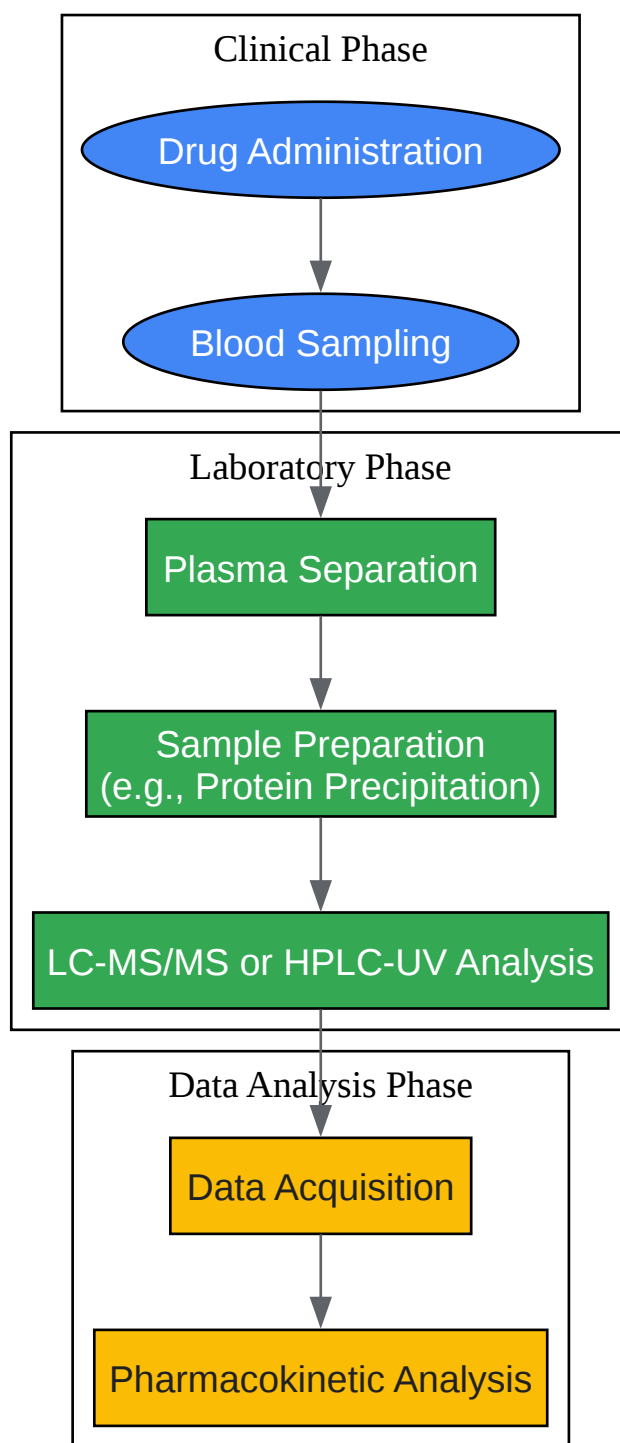 Clinical Phase
Drug Administration
Blood Sampling
Laboratory Phase
Plasma Separation
Sample Preparation
(e.g., Protein Precipitation)
LC-MS/MS or HPLC-UV Analysis
Data Analysis Phase
Data Acquisition
Pharmacokinetic Analysis